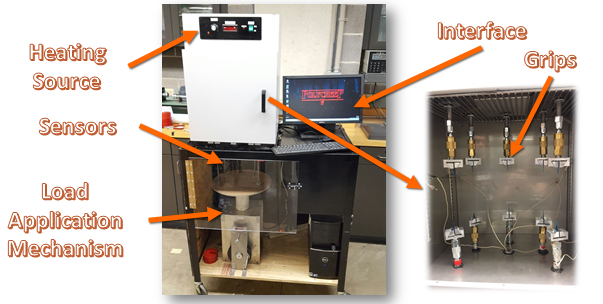 Heating
Source
Sensors
Load
Application
Mechanism
Interface
Grips